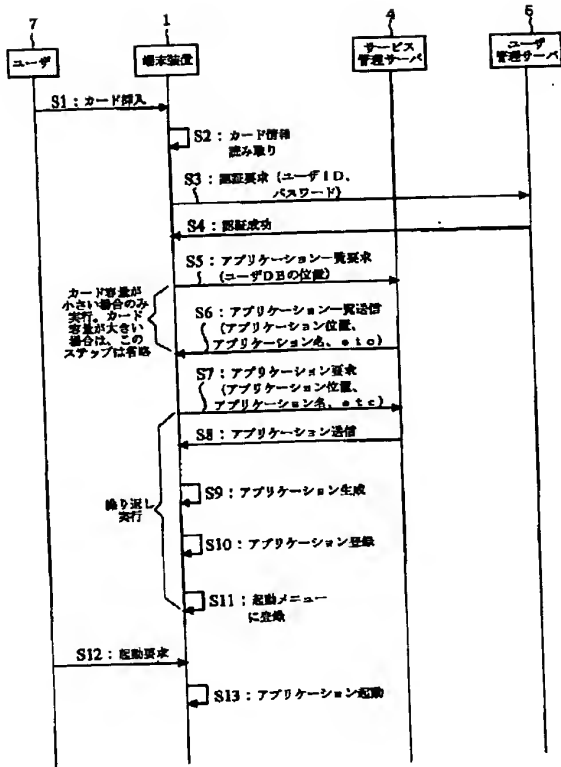 7
1
4
5
ユーザ
端末装置
サービス
管理サーバ
ユーザ
管理サーバ
S1：カード挿入
S2：カード情報
読み取り
S3：認証要求（ユーザID、
パスワード）
S4：認証成功
S5：アプリケーション一覧要求
（ユーザDBの位置）
カード容量が
小さい場合のみ
実行。カード
容量が大きい
場合は、この
ステップは省略
S6：アプリケーション一覧送信
（アプリケーション位置、
アプリケーション名、etc）
S7：アプリケーション要求
（アプリケーション位置、
アプリケーション名、etc）
S8：アプリケーション送信
繰り返し
実行
S9：アプリケーション生成
S10：アプリケーション登録
S11：起動メニュー
に登録
S12：起動要求
S13：アプリケーション起動